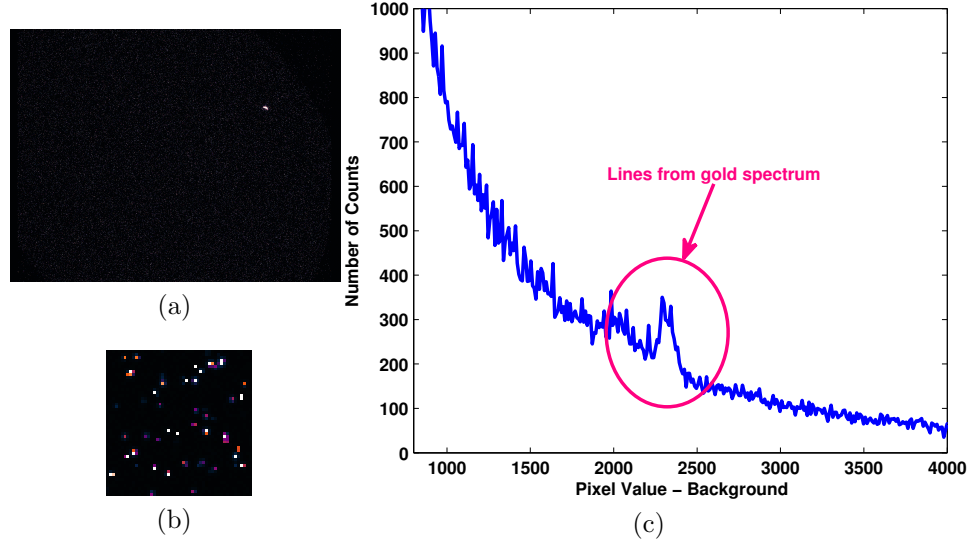 (a)
(b)
Number of Counts
1000
900
800
700
600
500
400
300
200
100
0
Lines from gold spectrum
1000 1500 2000 2500 3000 3500 4000
Pixel Value – Background
(c)